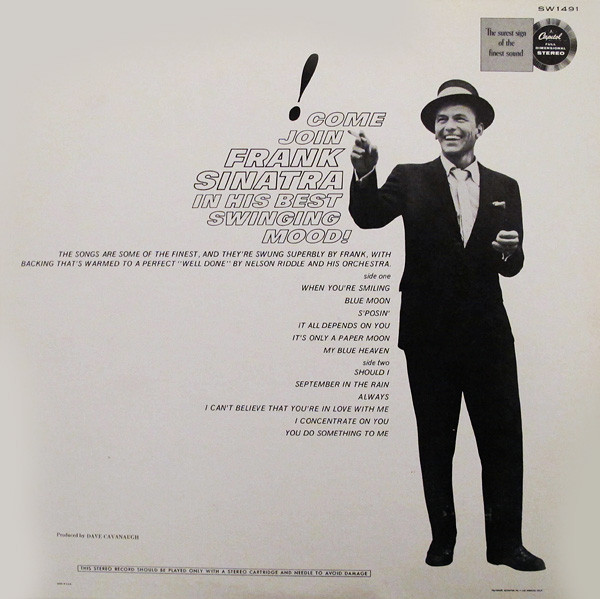 SW1491
"The surest sign
of the
finest sound
A
Capitol
FULL
DIMENSIONAL
STEREO
! COME
JOIN
FRANK
SINATRA
IN HIS BEST
SWINGING
MOOD!
THE SONGS ARE SOME OF THE FINEST, AND THEY'RE SWUNG SUPERBLY BY FRANK, WITH
BACKING THAT'S WARMED TO A PERFECT "WELL DONE" BY NELSON RIDDLE AND HIS ORCHESTRA.
side one
WHEN YOU'RE SMILING
BLUE MOON
S'POSIN'
IT ALL DEPENDS ON YOU
IT'S ONLY A PAPER MOON
MY BLUE HEAVEN
side two
SHOULD I
SEPTEMBER IN THE RAIN
ALWAYS
I CAN'T BELIEVE THAT YOU'RE IN LOVE WITH ME
I CONCENTRATE ON YOU
YOU DO SOMETHING TO ME
Produced by DAVE CAVANAUGH
THIS STEREO RECORD SHOULD BE PLAYED ONLY WITH A STEREO CARTRIDGE AND NEEDLE TO AVOID DAMAGE